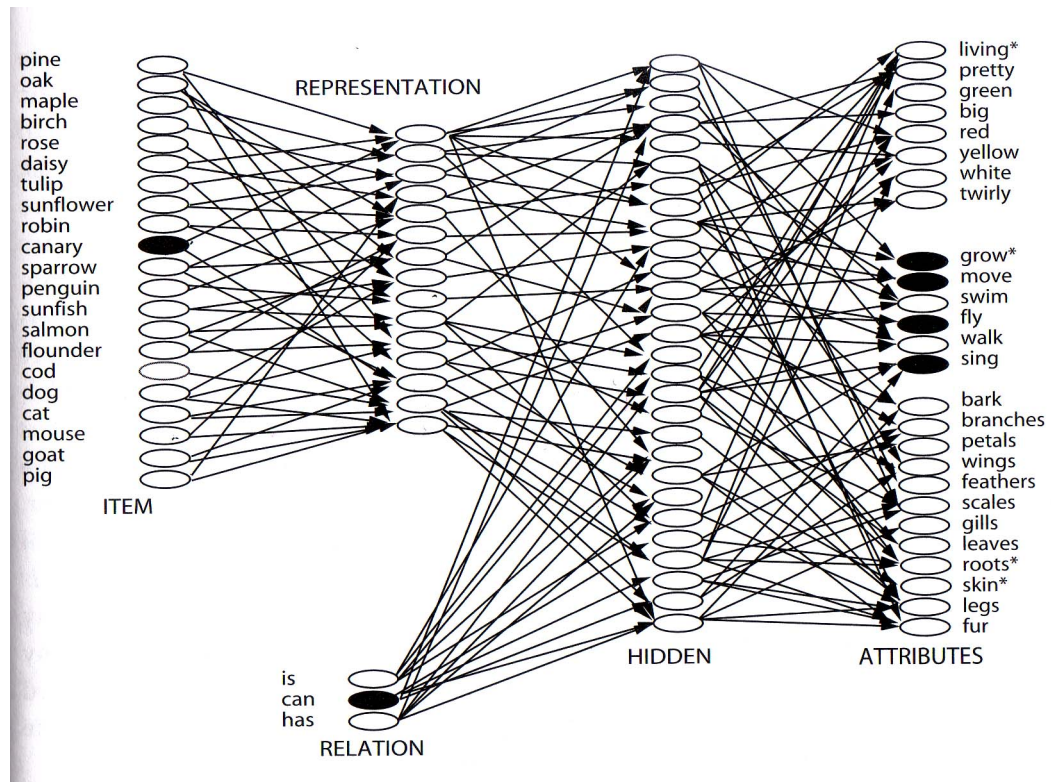 pine
oak
maple
birch
rose
daisy
tulip
sunflower
robin
canary
sparrow
penguin
sunfish
salmon
flounder
cod
dog
cat
mouse
goat
pig
ITEM
REPRESENTATION
is
can
has
RELATION
HIDDEN
living*
pretty
green
big
red
yellow
white
twirly
grow*
move
swim
fly
walk
sing
bark
branches
petals
wings
feathers
scales
gills
leaves
roots*
skin*
legs
fur
ATTRIBUTES